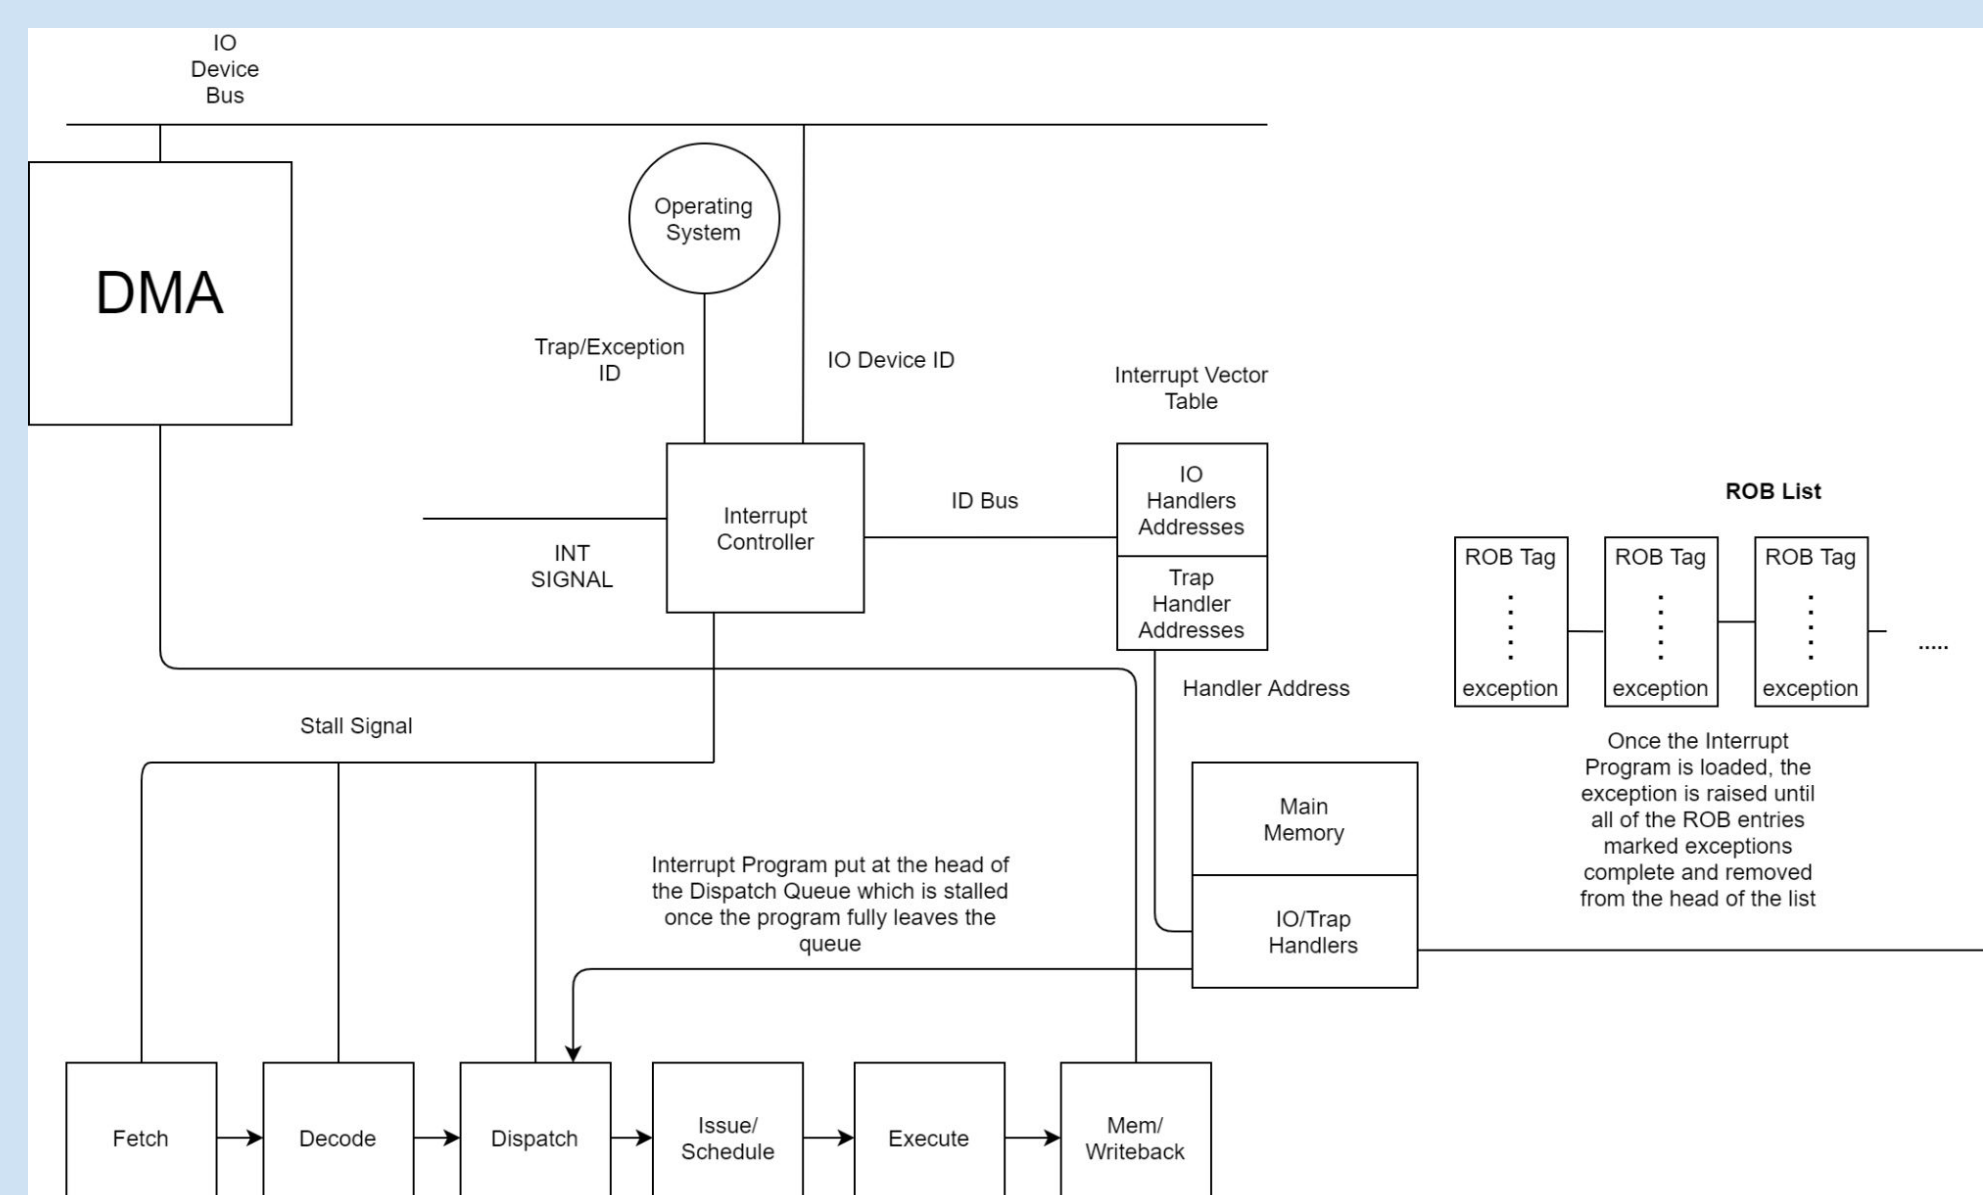 IO
Device
Bus
DMA
Operating
System
Trap/Exception
ID
IO Device ID
Interrupt Vector
Table
Interrupt
Controller
INT
SIGNAL
ID Bus
IO
Handlers
Addresses
Trap
Handler
Addresses
ROB List
ROB Tag
exception
ROB Tag
exception
ROB Tag
exception
.....
Handler Address
Stall Signal
Once the Interrupt
Program is loaded, the
exception is raised until
all of the ROB entries
marked exceptions
complete and removed
from the head of the list
Main
Memory
IO/Trap
Handlers
Interrupt Program put at the head of
the Dispatch Queue which is stalled
once the program fully leaves the
queue
Fetch
Decode
Dispatch
Issue/
Schedule
Execute
Mem/
Writeback